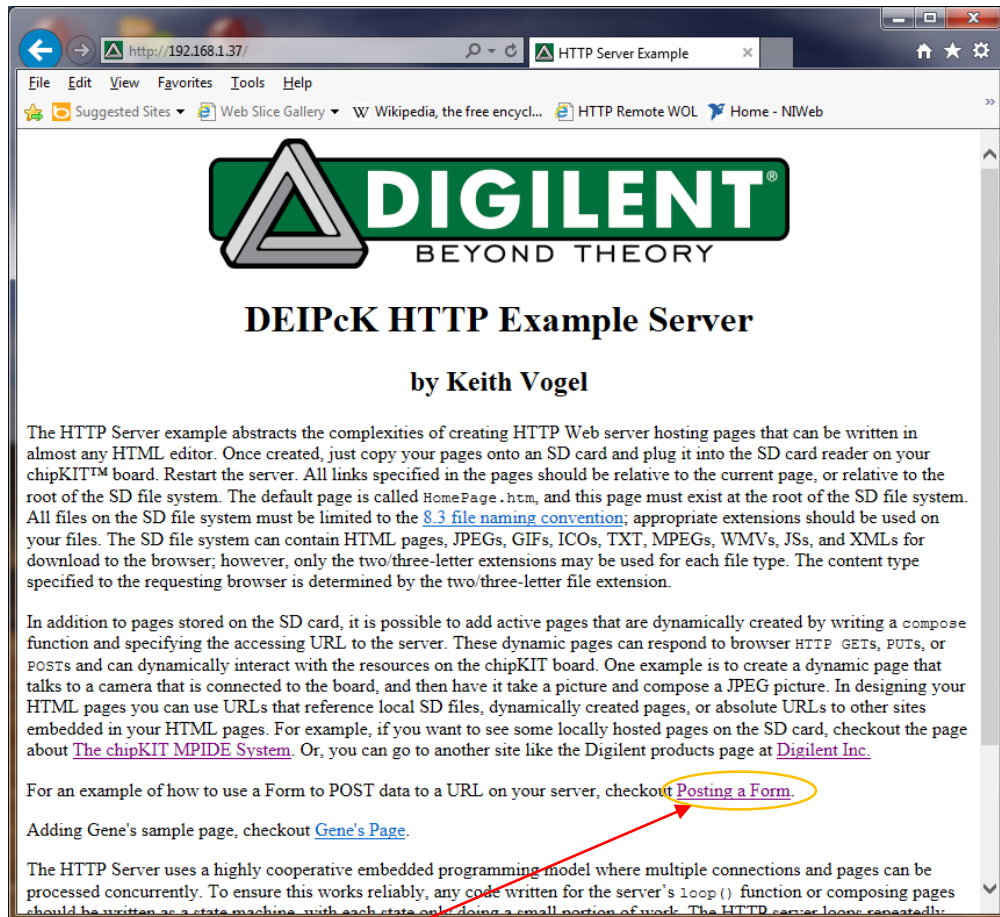 http://192.168.1.37/
HTTP Server Example
File Edit View Favorites Tools Help
Suggested Sites Web Slice Gallery W Wikipedia, the free encycl... HTTP Remote WOL Home - NIWeb
DIGILENT®
BEYOND THEORY
DEIPcK HTTP Example Server
by Keith Vogel
The HTTP Server example abstracts the complexities of creating HTTP Web server hosting pages that can be written in
almost any HTML editor. Once created, just copy your pages onto an SD card and plug it into the SD card reader on your
chipKIT™ board. Restart the server. All links specified in the pages should be relative to the current page, or relative to the
root of the SD file system. The default page is called HomePage.htm, and this page must exist at the root of the SD file system.
All files on the SD file system must be limited to the 8.3 file naming convention; appropriate extensions should be used on
your files. The SD file system can contain HTML pages, JPEGs, GIFs, ICOs, TXT, MPEGs, WMVs, JSs, and XMLs for
download to the browser; however, only the two/three-letter extensions may be used for each file type. The content type
specified to the requesting browser is determined by the two/three-letter file extension.
In addition to pages stored on the SD card, it is possible to add active pages that are dynamically created by writing a compose
function and specifying the accessing URL to the server. These dynamic pages can respond to browser HTTP GETs, PUTs, or
POSTs and can dynamically interact with the resources on the chipKIT board. One example is to create a dynamic page that
talks to a camera that is connected to the board, and then have it take a picture and compose a JPEG picture. In designing your
HTML pages you can use URLs that reference local SD files, dynamically created pages, or absolute URLs to other sites
embedded in your HTML pages. For example, if you want to see some locally hosted pages on the SD card, checkout the page
about The chipKIT MPIDE System. Or, you can go to another site like the Digilent products page at Digilent Inc.
For an example of how to use a Form to POST data to a URL on your server, checkout Posting a Form.
Adding Gene's sample page, checkout Gene's Page.
The HTTP Server uses a highly cooperative embedded programming model where multiple connections and pages can be
processed concurrently. To ensure this works reliably, any code written for the server's loop() function or composing pages
should be written as a state machine, with each state only doing a small portion of work. The HTTP server loops repeatedly